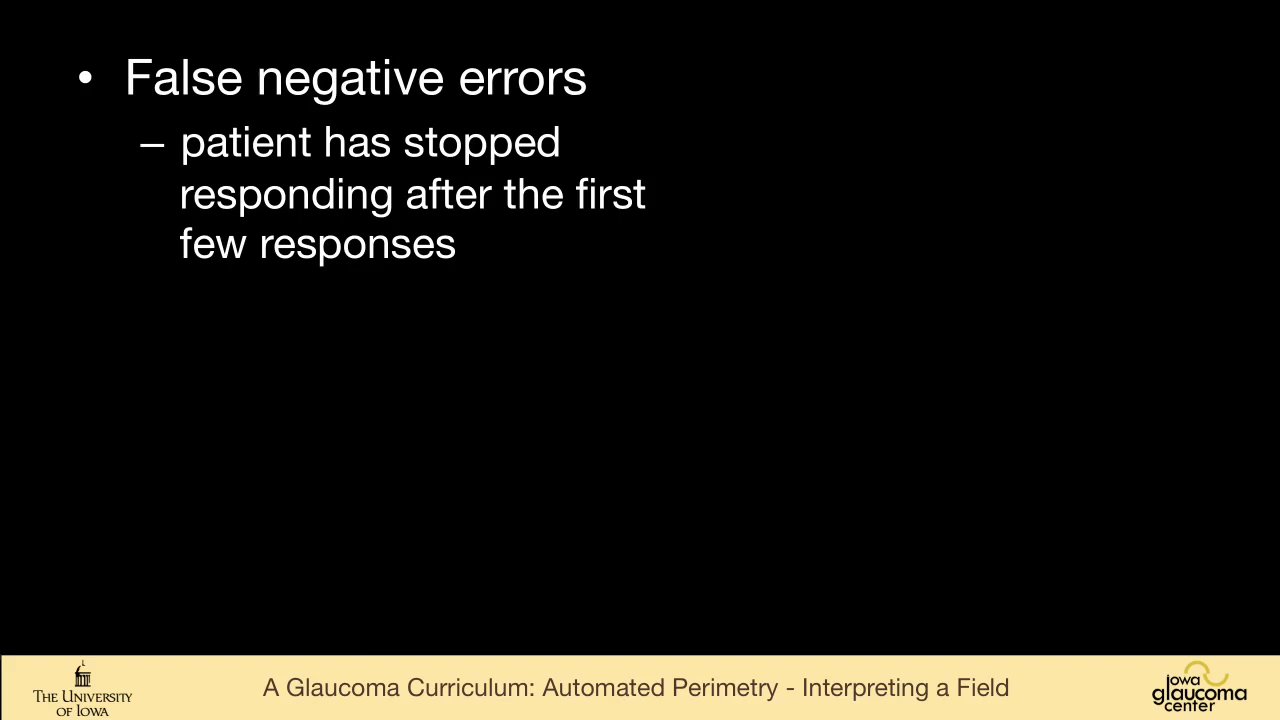 • False negative errors
– patient has stopped
responding after the first
few responses
THE UNIVERSITY
OF IOWA
A Glaucoma Curriculum: Automated Perimetry - Interpreting a Field
iowa
glaucoma
center